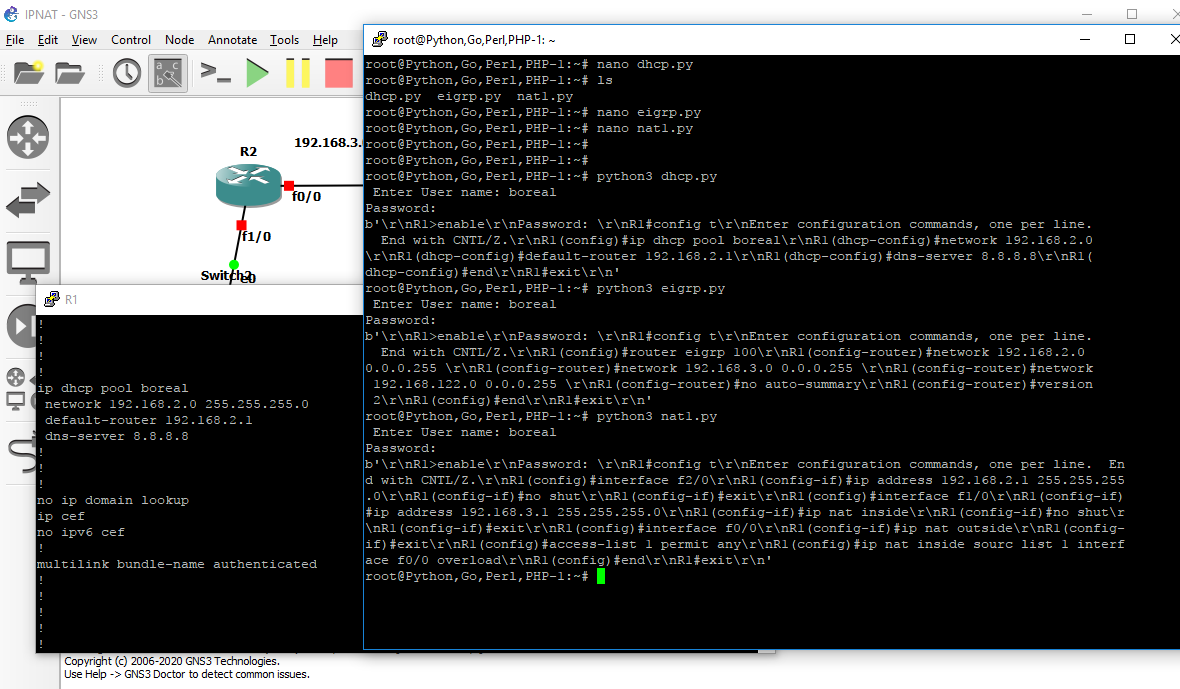 IPNAT - GNS3
File Edit View Control Node Annotate Tools Help
R2
192.168.3.
f0/0
f1/0
Switch2
e0
R1
!
!
!
!
ip dhcp pool boreal
 network 192.168.2.0 255.255.255.0
 default-router 192.168.2.1
 dns-server 8.8.8.8
!
!
!
no ip domain lookup
ip cef
no ipv6 cef
!
multilink bundle-name authenticated
!
!
!
!
!
Copyright (c) 2006-2020 GNS3 Technologies.
Use Help -> GNS3 Doctor to detect common issues.
root@Python,Go,Perl,PHP-1: ~
root@Python,Go,Perl,PHP-1:~# nano dhcp.py
root@Python,Go,Perl,PHP-1:~# ls
dhcp.py  eigrp.py  nat1.py
root@Python,Go,Perl,PHP-1:~# nano eigrp.py
root@Python,Go,Perl,PHP-1:~# nano nat1.py
root@Python,Go,Perl,PHP-1:~#
root@Python,Go,Perl,PHP-1:~#
root@Python,Go,Perl,PHP-1:~# python3 dhcp.py
 Enter User name: boreal
Password:
b'\r\nR1>enable\r\nPassword: \r\nR1#config t\r\nEnter configuration commands, one per line.
  End with CNTL/Z.\r\nR1(config)#ip dhcp pool boreal\r\nR1(dhcp-config)#network 192.168.2.0
\r\nR1(dhcp-config)#default-router 192.168.2.1\r\nR1(dhcp-config)#dns-server 8.8.8.8\r\nR1(
dhcp-config)#end\r\nR1#exit\r\n'
root@Python,Go,Perl,PHP-1:~# python3 eigrp.py
 Enter User name: boreal
Password:
b'\r\nR1>enable\r\nPassword: \r\nR1#config t\r\nEnter configuration commands, one per line.
  End with CNTL/Z.\r\nR1(config)#router eigrp 100\r\nR1(config-router)#network 192.168.2.0
0.0.0.255 \r\nR1(config-router)#network 192.168.3.0 0.0.0.255 \r\nR1(config-router)#network
 192.168.122.0 0.0.0.255 \r\nR1(config-router)#no auto-summary\r\nR1(config-router)#version
 2\r\nR1(config)#end\r\nR1#exit\r\n'
root@Python,Go,Perl,PHP-1:~# python3 nat1.py
 Enter User name: boreal
Password:
b'\r\nR1>enable\r\nPassword: \r\nR1#config t\r\nEnter configuration commands, one per line.  En
d with CNTL/Z.\r\nR1(config)#interface f2/0\r\nR1(config-if)#ip address 192.168.2.1 255.255.255
.0\r\nR1(config-if)#no shut\r\nR1(config-if)#exit\r\nR1(config)#interface f1/0\r\nR1(config-if)
#ip address 192.168.3.1 255.255.255.0\r\nR1(config-if)#ip nat inside\r\nR1(config-if)#no shut\r
\nR1(config-if)#exit\r\nR1(config)#interface f0/0\r\nR1(config-if)#ip nat outside\r\nR1(config-
if)#exit\r\nR1(config)#access-list 1 permit any\r\nR1(config)#ip nat inside sourc list 1 interf
ace f0/0 overload\r\nR1(config)#end\r\nR1#exit\r\n'
root@Python,Go,Perl,PHP-1:~#